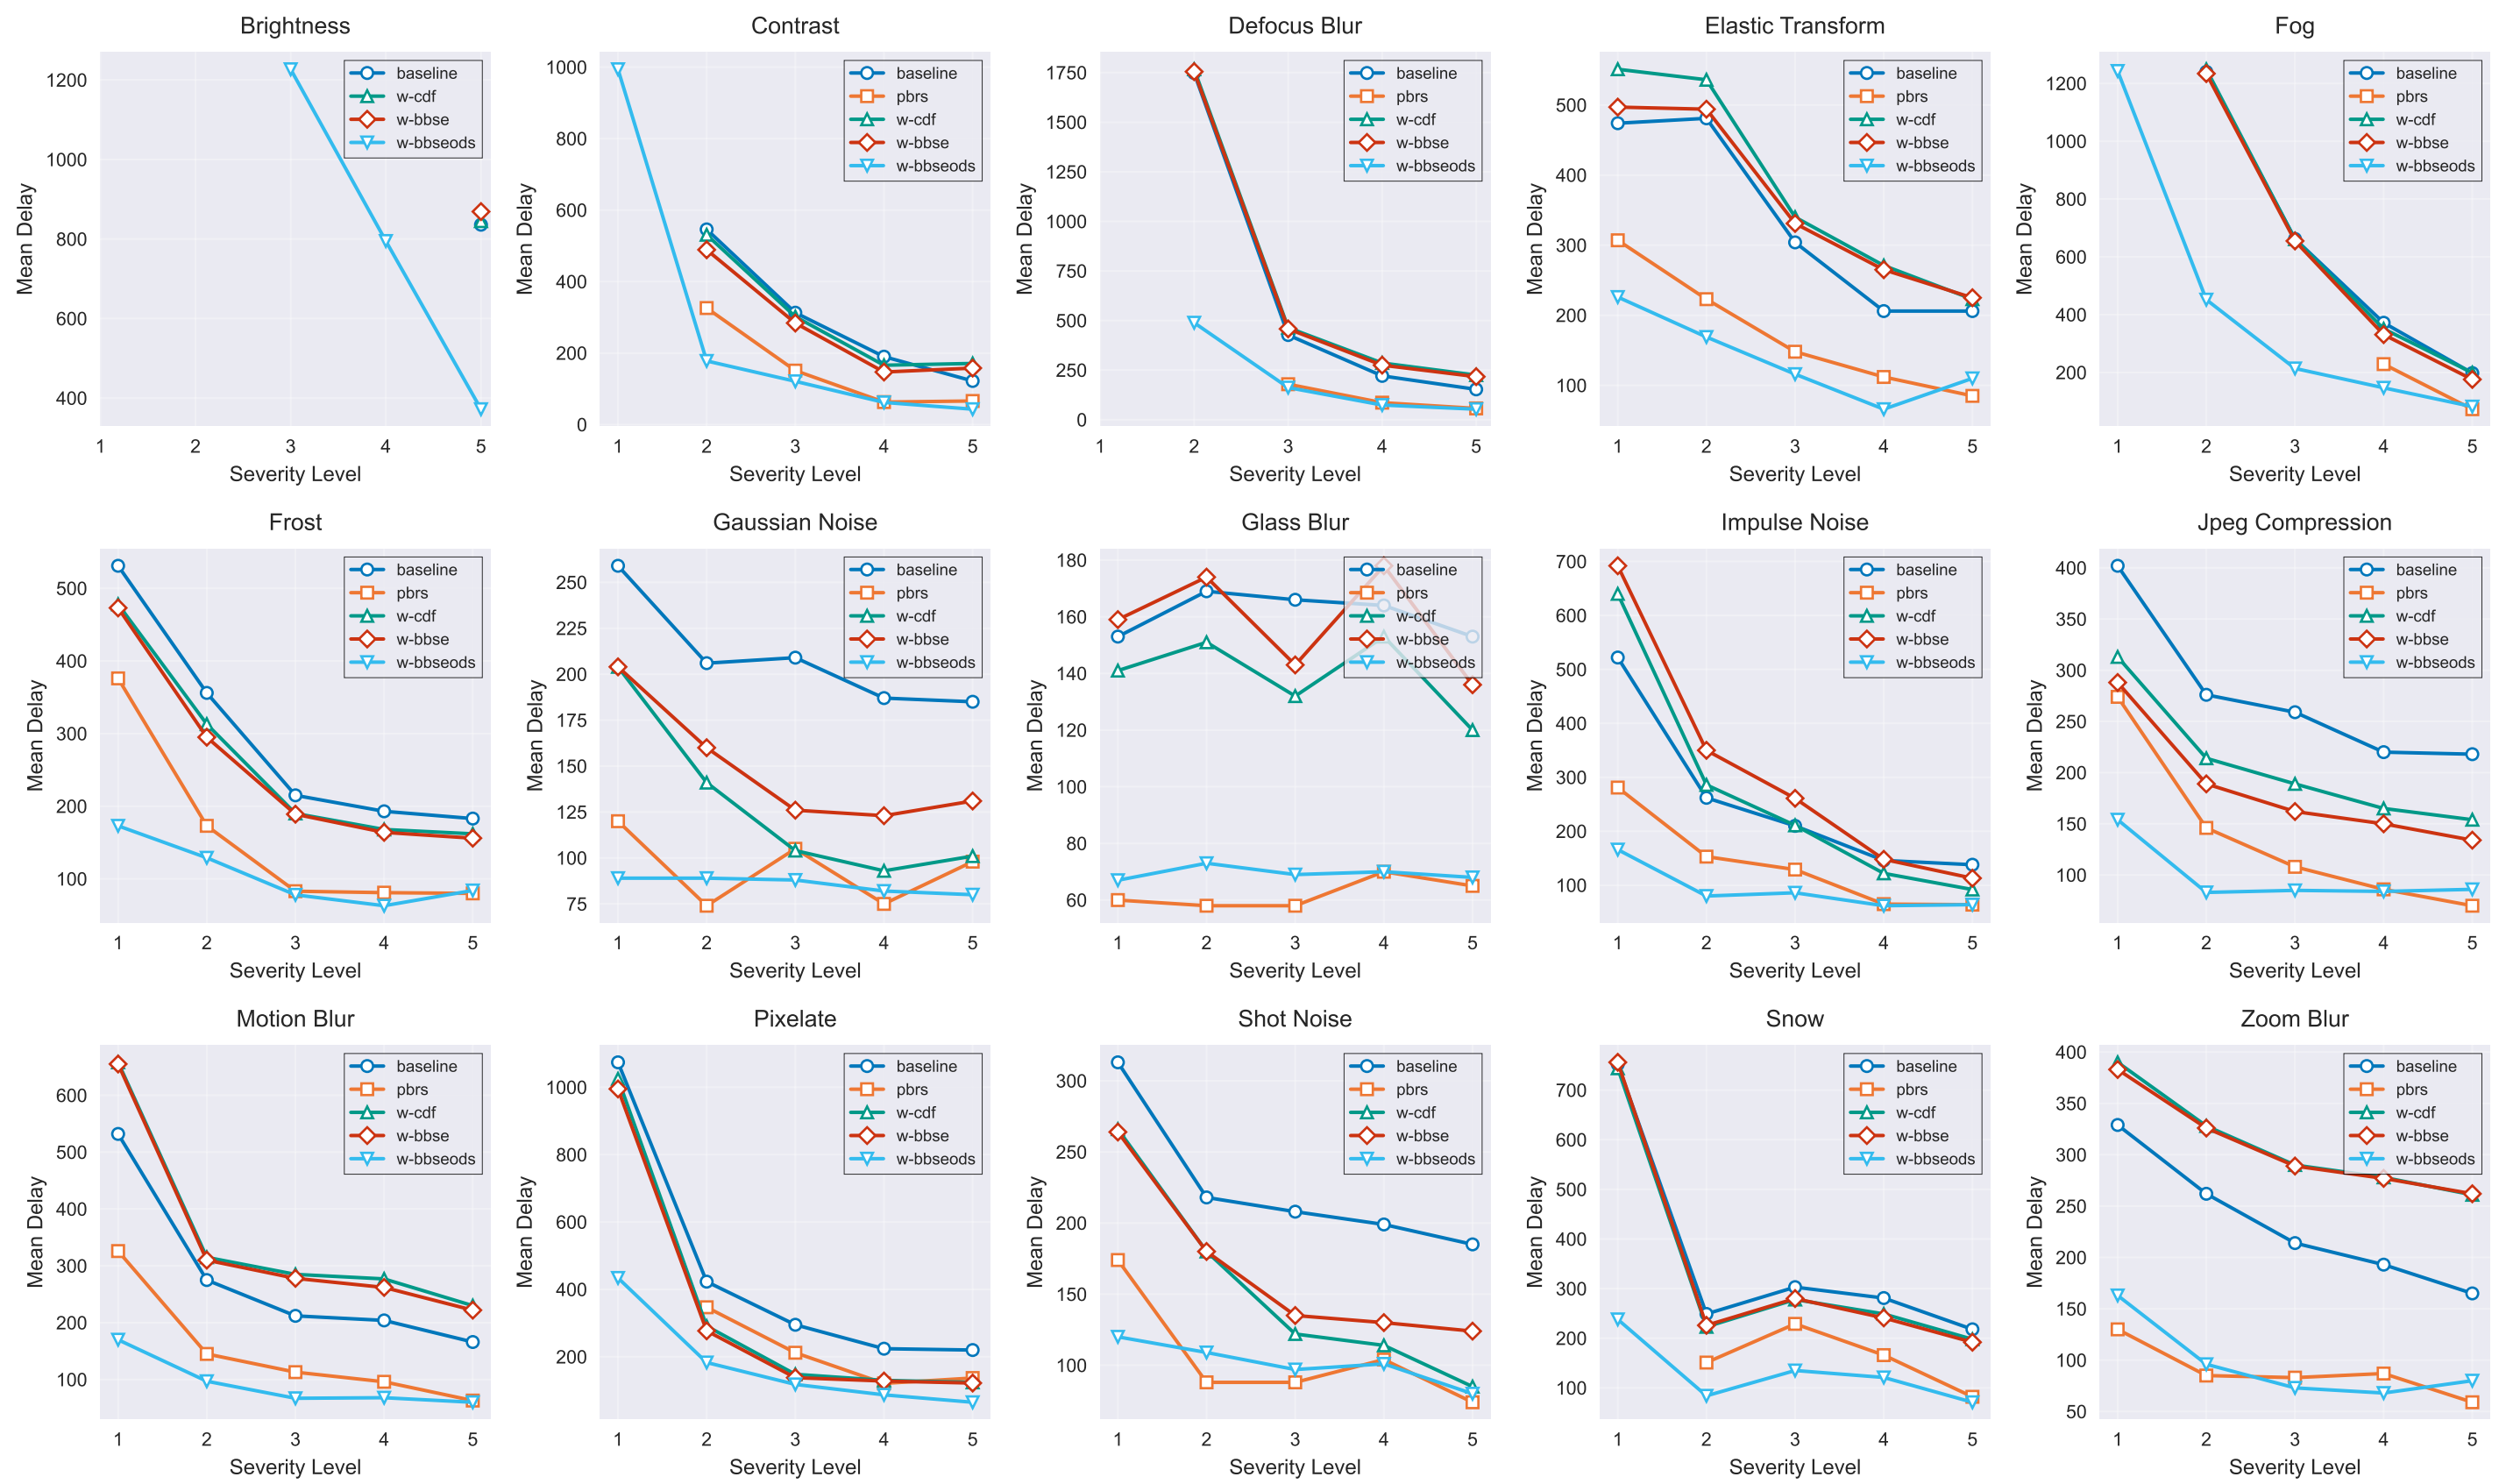 Brightness
Mean Delay
1200
1000
800
600
400
1 2 3 4 5
Severity Level
baseline
w-cdf
w-bbse
w-bbseods
Contrast
Mean Delay
1000
800
600
400
200
0
1 2 3 4 5
Severity Level
baseline
pbrs
w-cdf
w-bbse
w-bbseods
Defocus Blur
Mean Delay
1750
1500
1250
1000
750
500
250
0
1 2 3 4 5
Severity Level
baseline
pbrs
w-cdf
w-bbse
w-bbseods
Elastic Transform
Mean Delay
500
400
300
200
100
1 2 3 4 5
Severity Level
baseline
pbrs
w-cdf
w-bbse
w-bbseods
Fog
Mean Delay
1200
1000
800
600
400
200
1 2 3 4 5
Severity Level
baseline
pbrs
w-cdf
w-bbse
w-bbseods
Frost
Mean Delay
500
400
300
200
100
1 2 3 4 5
Severity Level
baseline
pbrs
w-cdf
w-bbse
w-bbseods
Gaussian Noise
Mean Delay
250
225
200
175
150
125
100
75
1 2 3 4 5
Severity Level
baseline
pbrs
w-cdf
w-bbse
w-bbseods
Glass Blur
Mean Delay
180
160
140
120
100
80
60
1 2 3 4 5
Severity Level
baseline
pbrs
w-cdf
w-bbse
w-bbseods
Impulse Noise
Mean Delay
700
600
500
400
300
200
100
1 2 3 4 5
Severity Level
baseline
pbrs
w-cdf
w-bbse
w-bbseods
Jpeg Compression
Mean Delay
400
350
300
250
200
150
100
1 2 3 4 5
Severity Level
baseline
pbrs
w-cdf
w-bbse
w-bbseods
Motion Blur
Mean Delay
600
500
400
300
200
100
1 2 3 4 5
Severity Level
baseline
pbrs
w-cdf
w-bbse
w-bbseods
Pixelate
Mean Delay
1000
800
600
400
200
1 2 3 4 5
Severity Level
baseline
pbrs
w-cdf
w-bbse
w-bbseods
Shot Noise
Mean Delay
300
250
200
150
100
1 2 3 4 5
Severity Level
baseline
pbrs
w-cdf
w-bbse
w-bbseods
Snow
Mean Delay
700
600
500
400
300
200
100
1 2 3 4 5
Severity Level
baseline
pbrs
w-cdf
w-bbse
w-bbseods
Zoom Blur
Mean Delay
400
350
300
250
200
150
100
50
1 2 3 4 5
Severity Level
baseline
pbrs
w-cdf
w-bbse
w-bbseods